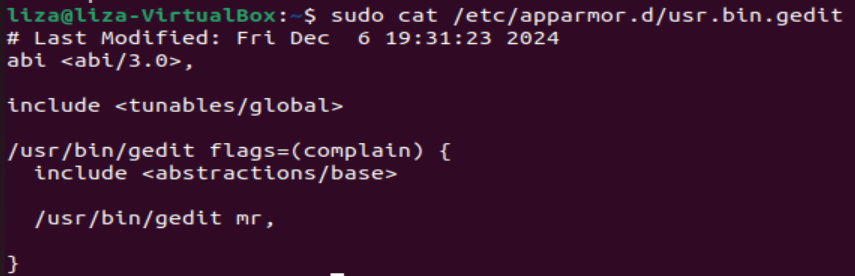 liza@liza-VirtualBox:~$ sudo cat /etc/apparmor.d/usr.bin.gedit
# Last Modified: Fri Dec  6 19:31:23 2024
abi <abi/3.0>,
include <tunables/global>
/usr/bin/gedit flags=(complain) {
  include <abstractions/base>
  /usr/bin/gedit mr,
}